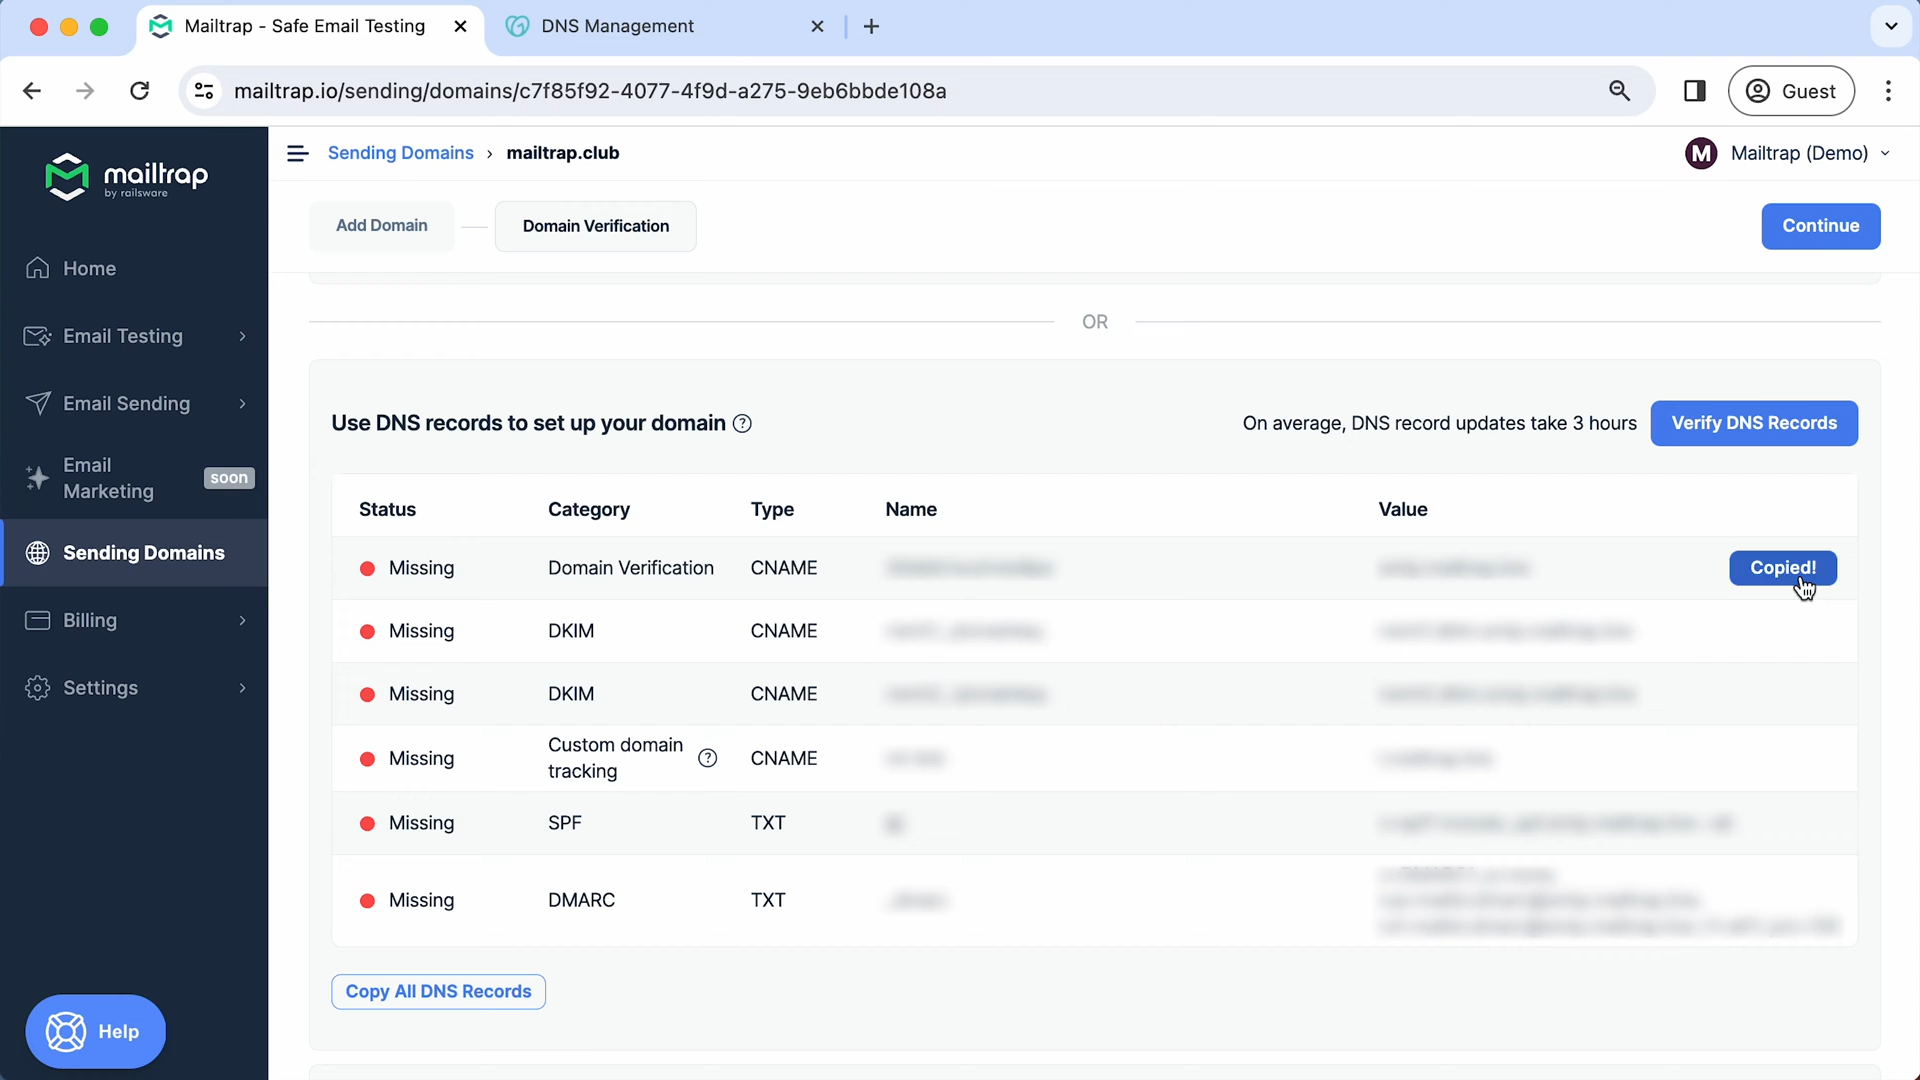 Mailtrap - Safe Email Testing
DNS Management
mailtrap.io/sending/domains/c7f85f92-4077-4f9d-a275-9eb6bbde108a
Guest
mailtrap
by railsware
Sending Domains › mailtrap.club
M Mailtrap (Demo)
Add Domain
Domain Verification
Continue
Home
Email Testing
Email Sending
Email
Marketing
soon
Sending Domains
Billing
Settings
Help
OR
Use DNS records to set up your domain ?
On average, DNS record updates take 3 hours
Verify DNS Records
Status Category Type Name Value
Missing Domain Verification CNAME Copied!
Missing DKIM CNAME
Missing DKIM CNAME
Missing Custom domain tracking ? CNAME
Missing SPF TXT
Missing DMARC TXT
Copy All DNS Records